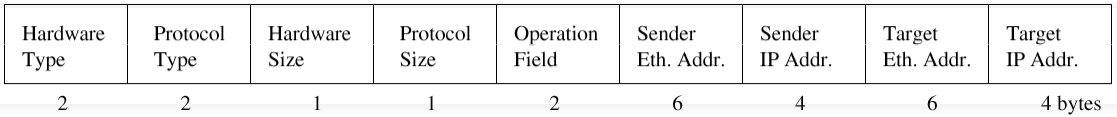 Hardware Type
Protocol Type
Hardware Size
Protocol Size
Operation Field
Sender Eth. Addr.
Sender IP Addr.
Target Eth. Addr.
Target IP Addr.
2 2 1 1 2 6 4 6 4 bytes